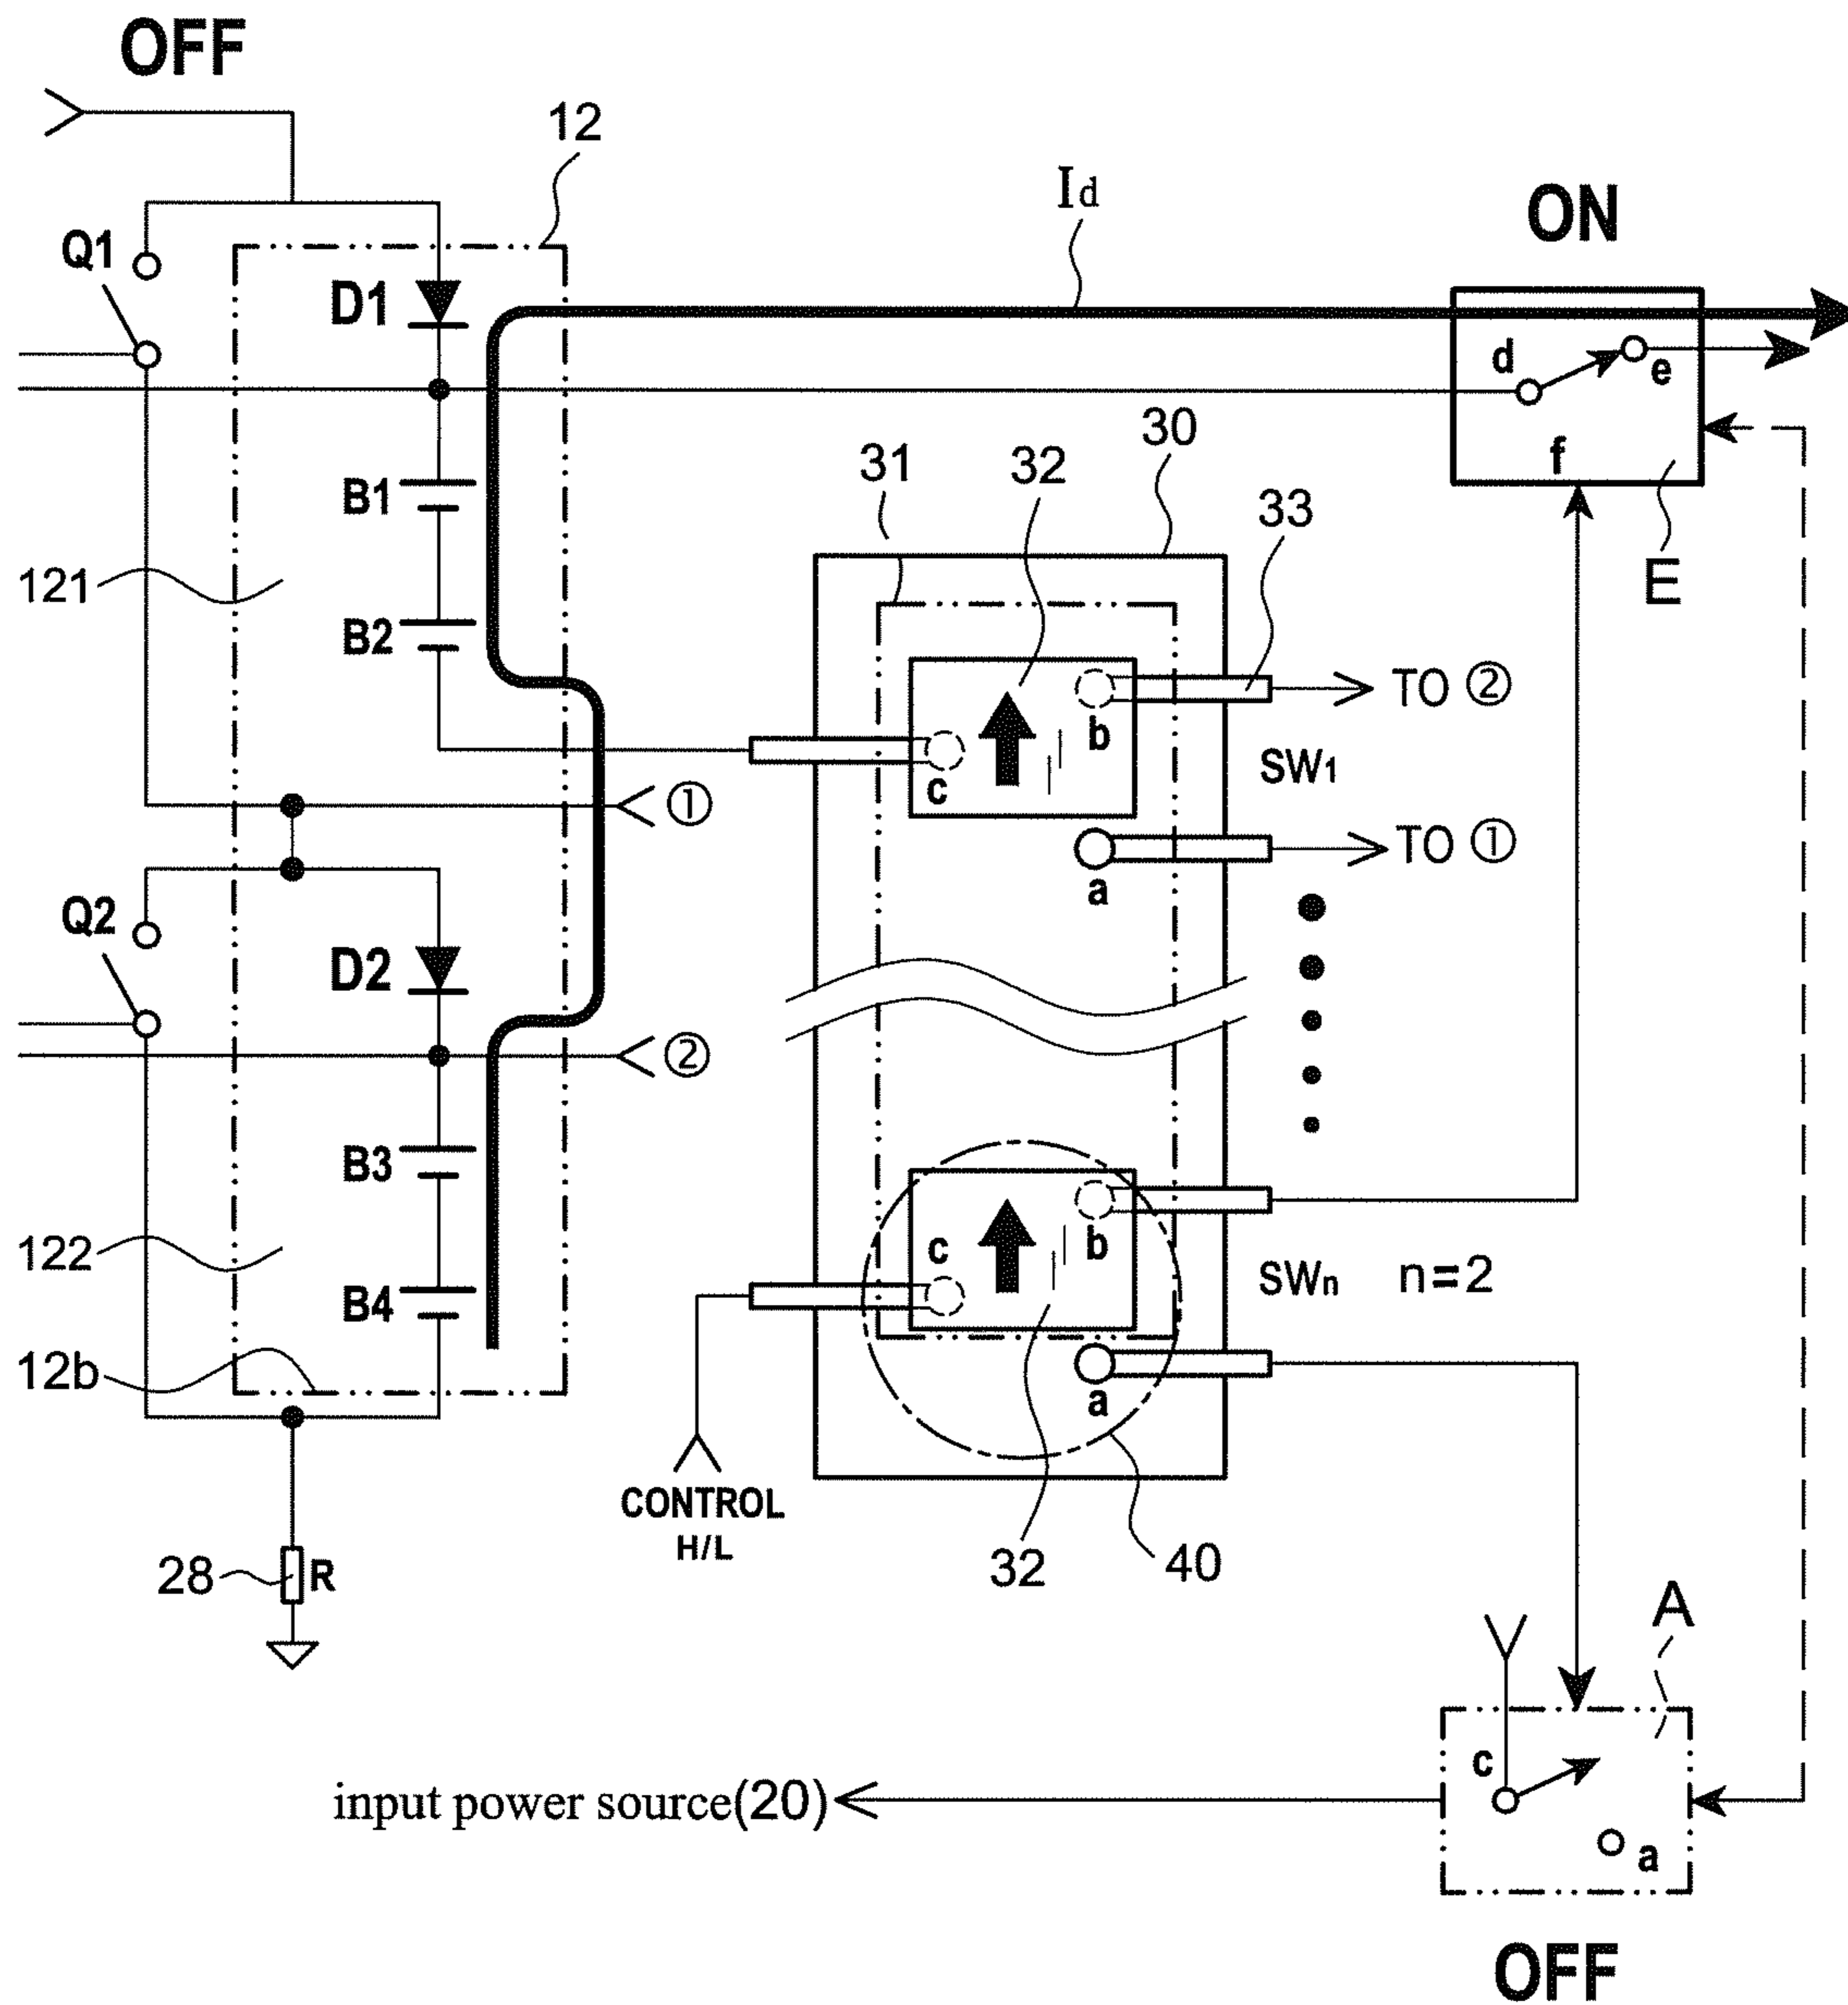 OFF
12
Id
ON
Q1
D1
d
e
f
E
30
31
32
33
B1
121
B2
b
TO ②
c
SW1
①
TO ①
a
Q2
D2
②
B3
122
c
b
SWn n=2
B4
12b
a
CONTROL
H/L
32
40
28
R
A
c
input power source(20)
a
OFF